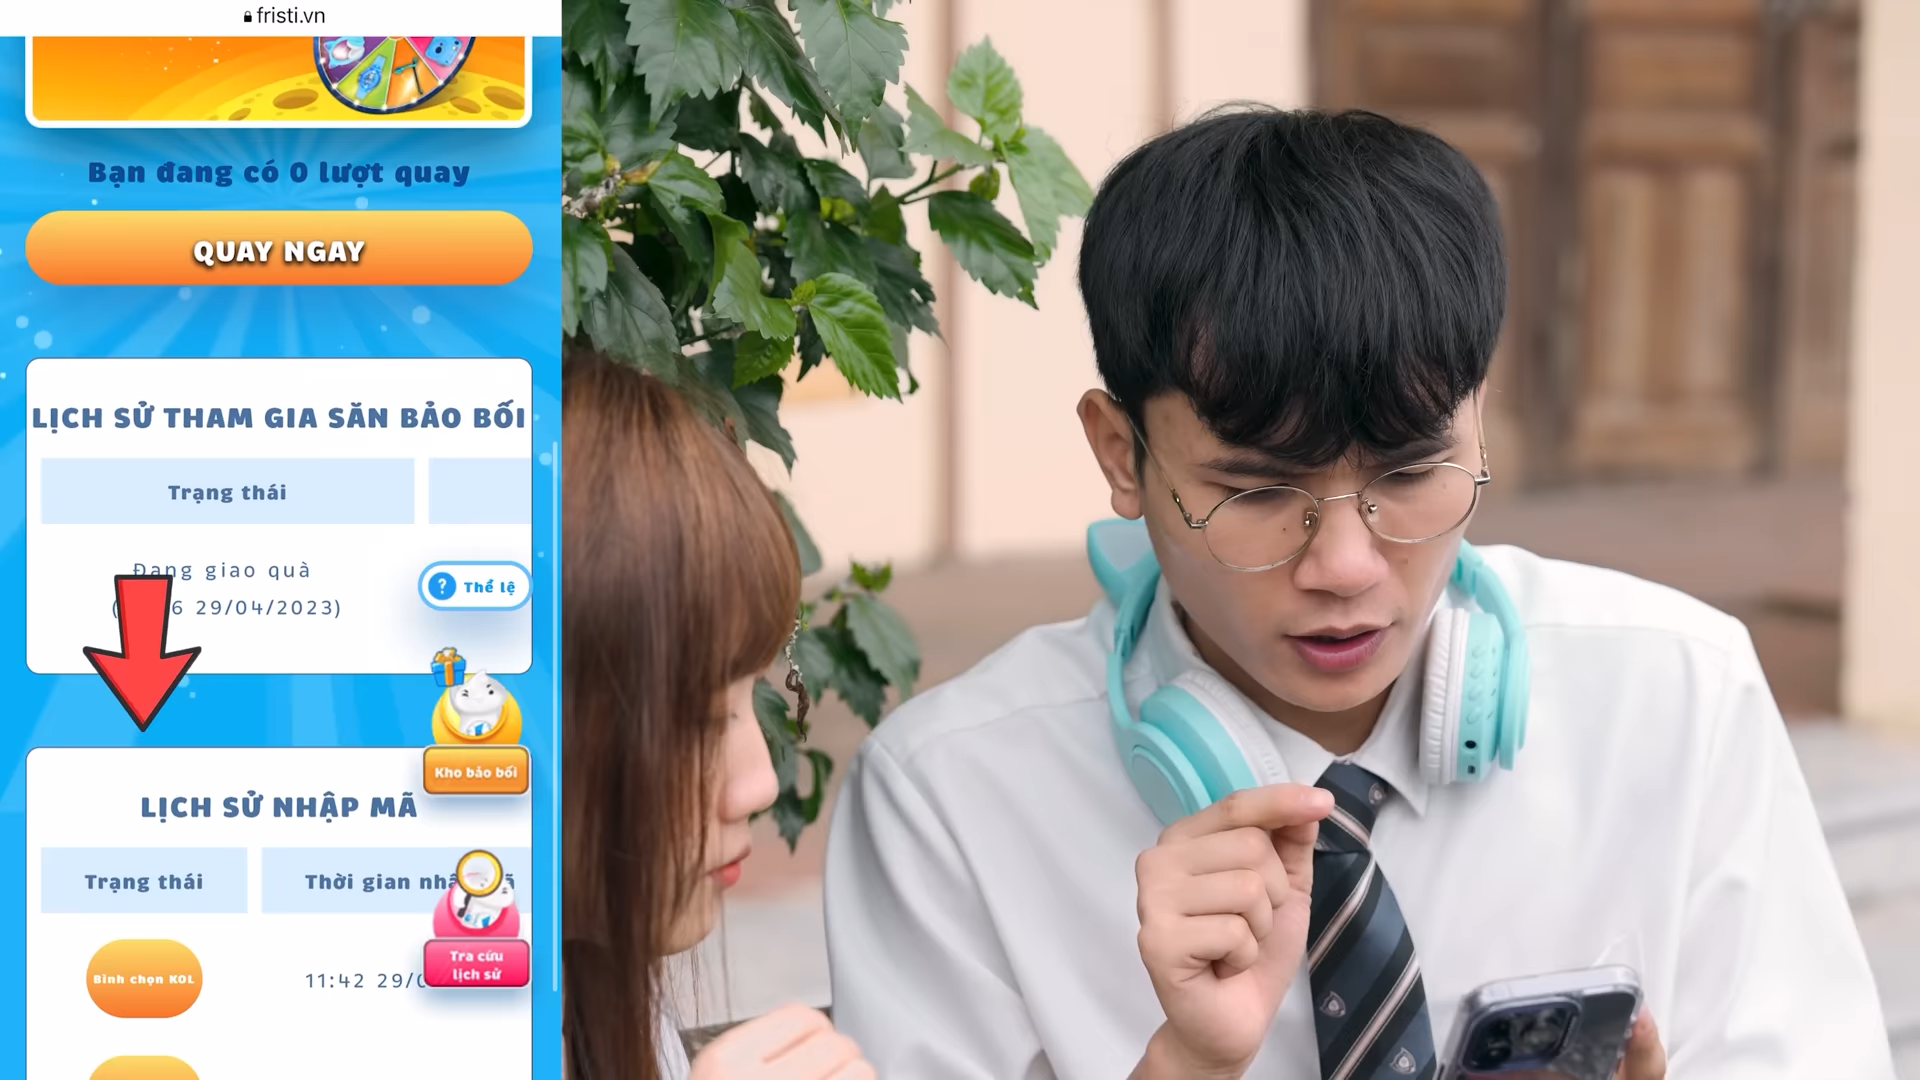 fristi.vn
Bạn đang có 0 lượt quay
QUAY NGAY
LỊCH SỬ THAM GIA SĂN BẢO BỐI
Trạng thái
Đang giao quà
6 29/04/2023)
Thể lệ
Kho bảo bối
LỊCH SỬ NHẬP MÃ
Trạng thái
Thời gian
Bình chọn KOL
11:42 29/0
Tra cứu
lịch sử